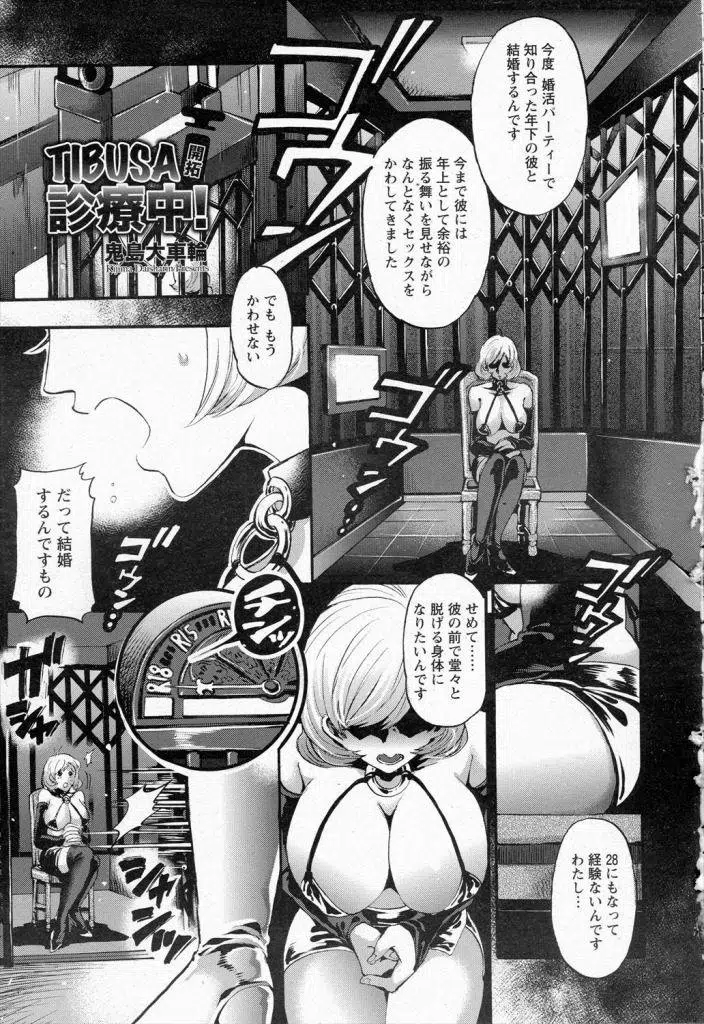 今度 婚活パーティーで
知り合った年下の彼と
結婚するんです
今まで彼には
年上として余裕の
振る舞いを見せながら
なんとなくセックスを
かわしてきました
ゴウン
TIBUSA
開拓
診療中!
鬼島大車輪
Kijima Daisharin Presents
でも もう
かわせない
ゴウン…
だって結婚
するんですもの
ゴウン
ゴウン
せめて……
彼の前で堂々と
脱げる身体に
なりたいんです
チンッ
R18
R15
R
ガシャ
ガシャ
28にもなって
経験ないんです
わたし…